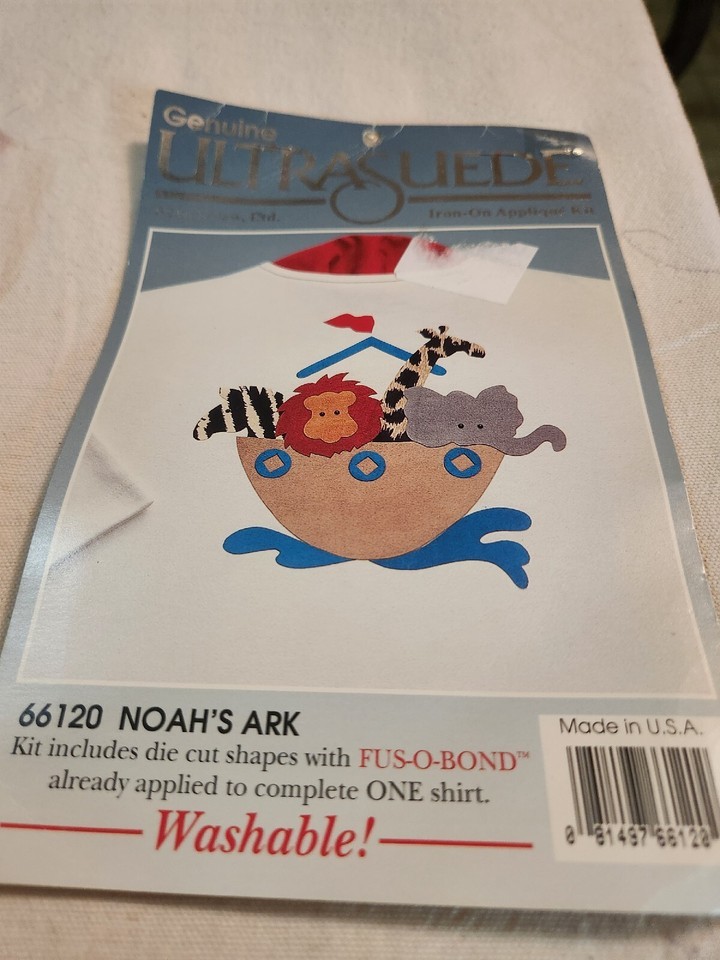 Genuine
ULTRASUEDE
Ltd.
Iron-On Applique Kit
66120 NOAH'S ARK
Kit includes die cut shapes with FUS-O-BOND™
already applied to complete ONE shirt.
Washable!
Made in U.S.A.
0 81497 66120